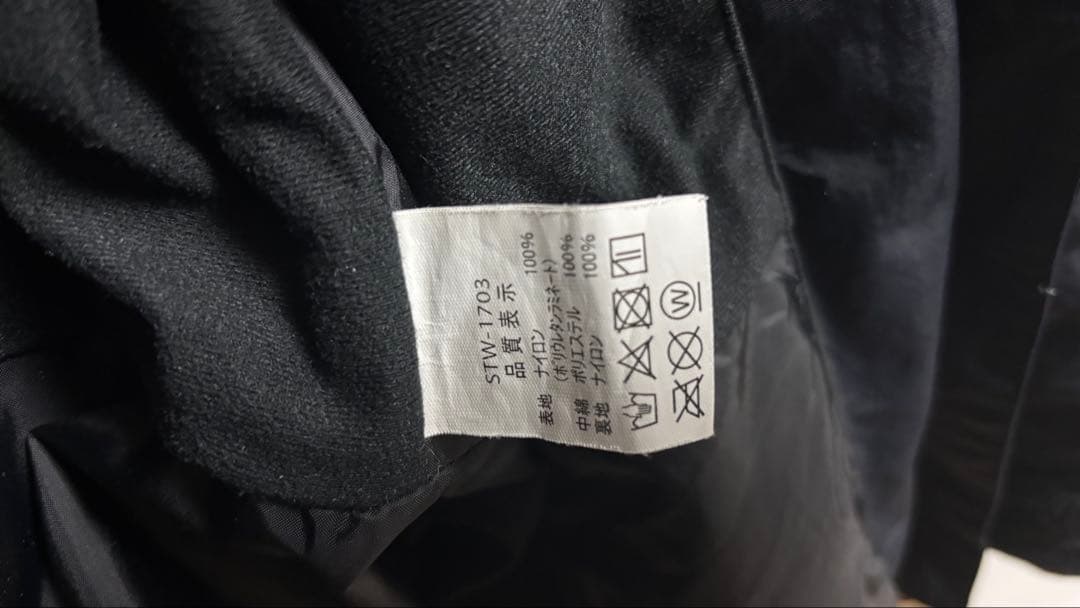 STW-1703
品質表示
表地 ナイロン 100%
(ポリウレタンラミネート)
中綿 ポリエステル 100%
裏地 ナイロン 100%
W